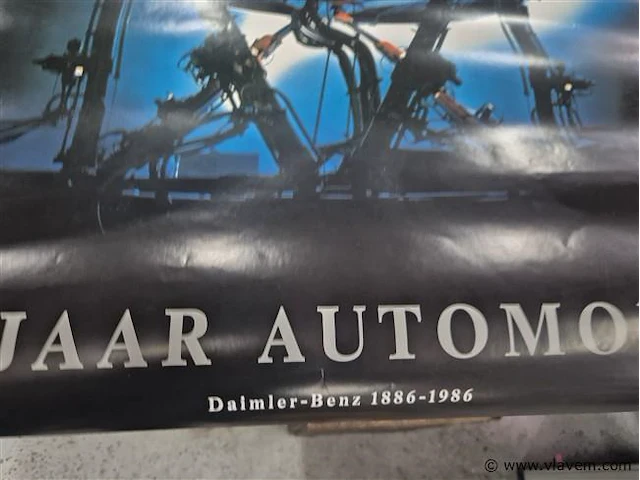 JAAR AUTOMO
Daimler-Benz 1886-1986
© www.vlavem.com